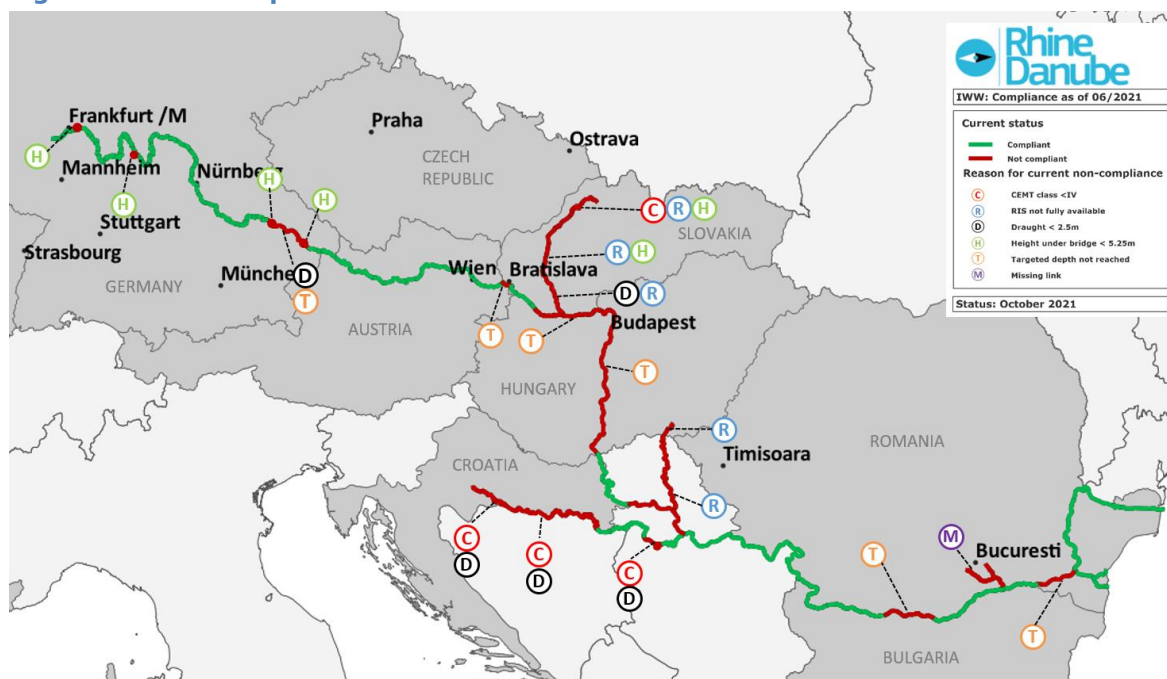 Rhine
Danube
IWW: Compliance as of 06/2021
Current status
Compliant
Not compliant
Reason for current non-compliance
C CEMT class <IV
R RIS not fully available
D Draught < 2.5m
H Height under bridge < 5.25m
T Targeted depth not reached
M Missing link
Status: October 2021
Frankfurt /M
Praha
Ostrava
CZECH
REPUBLIC
H
Mannheim
Nürnberg
H
H
H
C R H
Stuttgart
SLOVAKIA
Strasbourg
R H
München
Wien
Bratislava
GERMANY
D
D R
T
Budapest
AUSTRIA
T
T
T
HUNGARY
R
ROMANIA
Timisoara
CROATIA
R
C
C
M
Bucuresti
T
D
D
C
D
T
BULGARIA